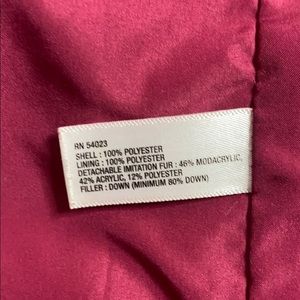 RN 54023
SHELL : 100% POLYESTER
LINING : 100% POLYESTER
DETACHABLE IMITATION FUR : 46% MODACRYLIC,
42% ACRYLIC, 12% POLYESTER
FILLER : DOWN (MINIMUM 80% DOWN)